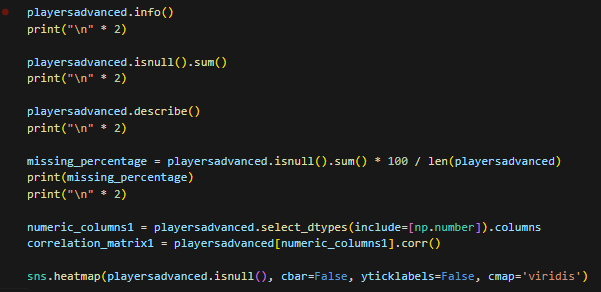 playersadvanced.info()
print("\n" * 2)
playersadvanced.isnull().sum()
print("\n" * 2)
playersadvanced.describe()
print("\n" * 2)
missing_percentage = playersadvanced.isnull().sum() * 100 / len(playersadvanced)
print(missing_percentage)
print("\n" * 2)
numeric_columns1 = playersadvanced.select_dtypes(include=[np.number]).columns
correlation_matrix1 = playersadvanced[numeric_columns1].corr()
sns.heatmap(playersadvanced.isnull(), cbar=False, yticklabels=False, cmap='viridis')